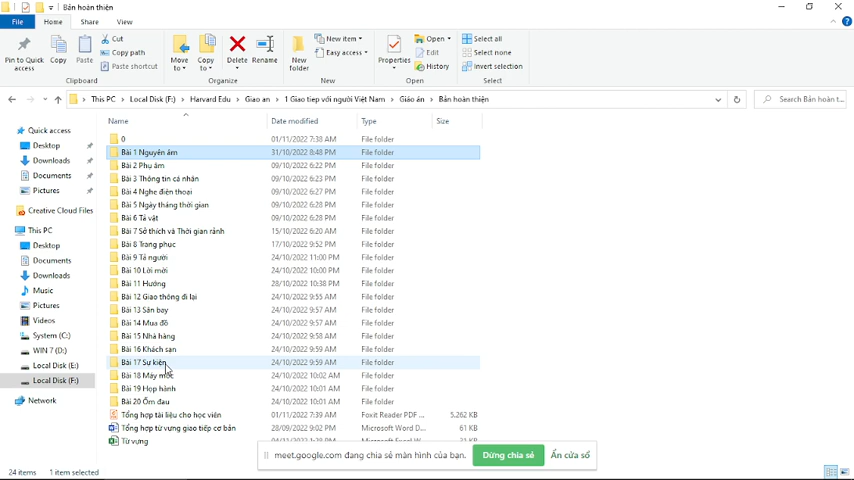 Bản hoàn thiện
File Home Share View
Pin to Quick access Copy Paste Cut Copy path Paste shortcut Move to Copy to Delete Rename New folder New item Easy access Properties Open Edit History Select all Select none Invert selection
Clipboard Organize New Open Select
This PC › Local Disk (F:) › Harvard Edu › Giao an › 1 Giao tiep với người Việt Nam › Giáo án › Bản hoàn thiện Search Bản hoàn t...
Name Date modified Type Size
Quick access
Desktop
Downloads
Documents
Pictures
Creative Cloud Files
This PC
Desktop
Documents
Downloads
Music
Pictures
Videos
System (C:)
WIN 7 (D:)
Local Disk (E:)
Local Disk (F:)
Network
0 01/11/2022 7:38 AM File folder
Bài 1 Nguyên âm 31/10/2022 8:48 PM File folder
Bài 2 Phụ âm 09/10/2022 6:22 PM File folder
Bài 3 Thông tin cá nhân 09/10/2022 6:23 PM File folder
Bài 4 Nghe điện thoại 09/10/2022 6:27 PM File folder
Bài 5 Ngày tháng thời gian 09/10/2022 6:28 PM File folder
Bài 6 Tả vật 09/10/2022 6:28 PM File folder
Bài 7 Sở thích và Thời gian rảnh 15/10/2022 6:20 AM File folder
Bài 8 Trang phục 17/10/2022 9:52 PM File folder
Bài 9 Tả người 24/10/2022 11:00 PM File folder
Bài 10 Lời mời 24/10/2022 10:00 PM File folder
Bài 11 Hướng 28/10/2022 10:38 PM File folder
Bài 12 Giao thông đi lại 24/10/2022 9:55 AM File folder
Bài 13 Sân bay 24/10/2022 9:57 AM File folder
Bài 14 Mua đồ 24/10/2022 9:57 AM File folder
Bài 15 Nhà hàng 24/10/2022 9:58 AM File folder
Bài 16 Khách sạn 24/10/2022 9:59 AM File folder
Bài 17 Sự kiện 24/10/2022 9:59 AM File folder
Bài 18 Máy móc 24/10/2022 10:02 AM File folder
Bài 19 Họp hành 24/10/2022 10:01 AM File folder
Bài 20 Ốm đau 24/10/2022 10:01 AM File folder
Tổng hợp tài liệu cho học viên 01/11/2022 7:39 AM Foxit Reader PDF ... 5,262 KB
Tổng hợp từ vựng giao tiếp cơ bản 28/09/2022 9:02 PM Microsoft Word D... 61 KB
Từ vựng
meet.google.com đang chia sẻ màn hình của bạn. Dừng chia sẻ Ẩn cửa sổ
24 items 1 item selected